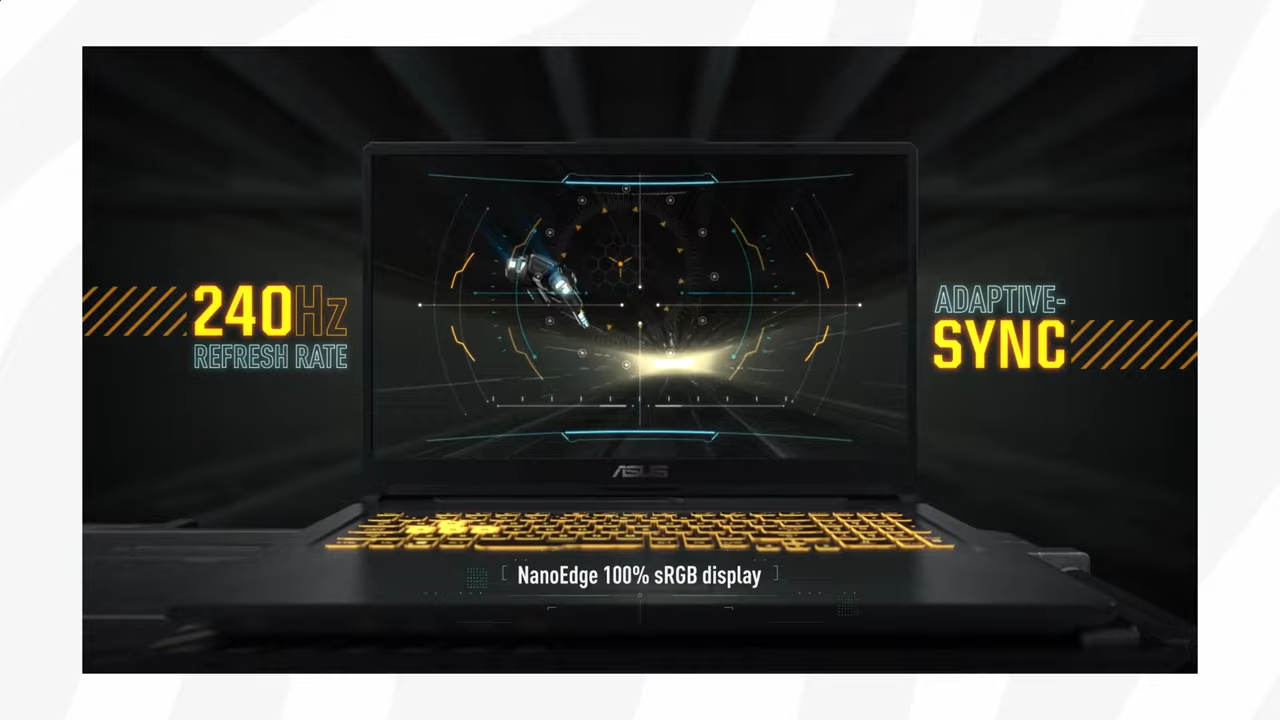 240Hz
REFRESH RATE
ADAPTIVE-
SYNC
ASUS
NanoEdge 100% sRGB display